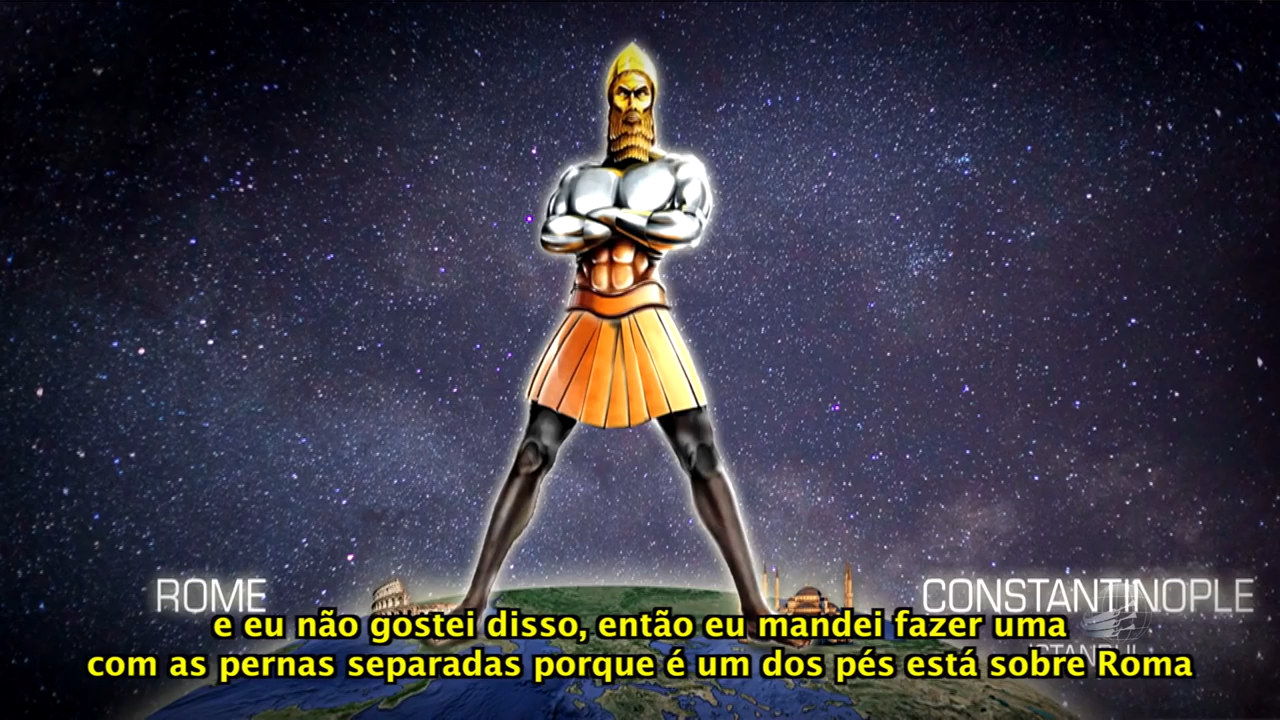 ROME
CONSTANTINOPLE
ISTANBUL
e eu não gostei disso, então eu mandei fazer uma
com as pernas separadas porque é um dos pés está sobre Roma